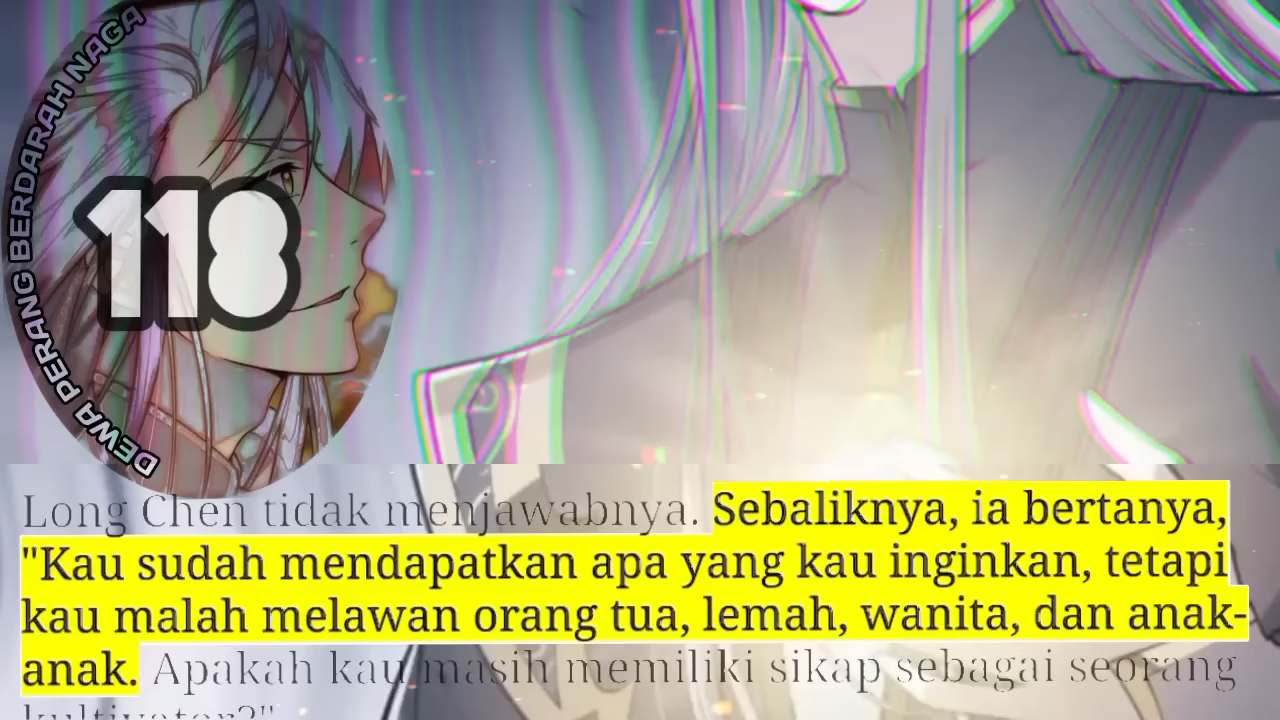 DEWA PERANG BERDARAH NAGA
118
Long Chen tidak menjawabnya. Sebaliknya, ia bertanya,
"Kau sudah mendapatkan apa yang kau inginkan, tetapi
kau malah melawan orang tua, lemah, wanita, dan anak-
anak. Apakah kau masih memiliki sikap sebagai seorang
kultivator?"